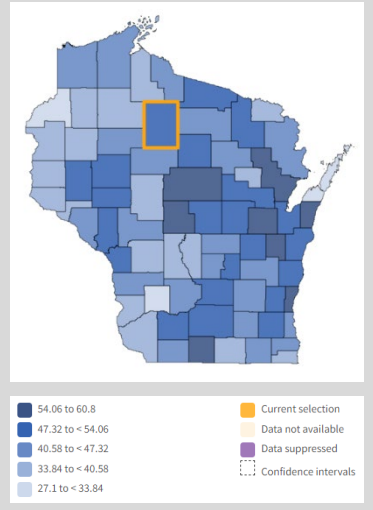 54.06 to 60.8
47.32 to < 54.06
40.58 to < 47.32
33.84 to < 40.58
27.1 to < 33.84
Current selection
Data not available
Data suppressed
Confidence intervals